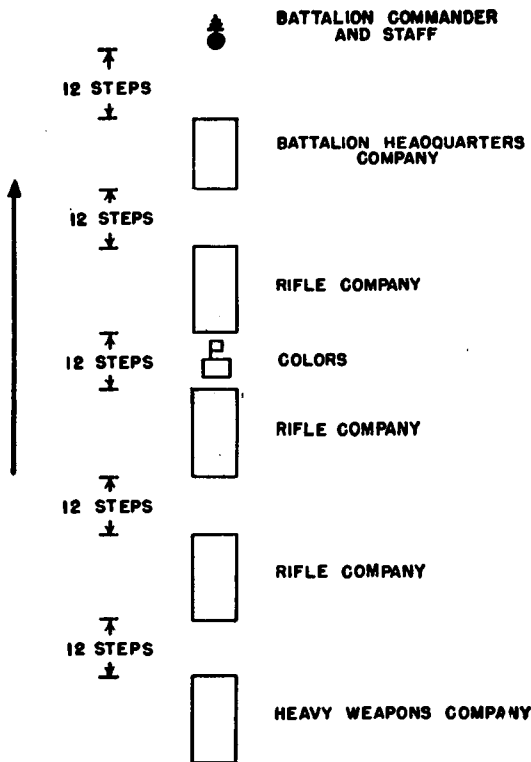 BATTALION COMMANDER
AND STAFF
12 STEPS
BATTALION HEADQUARTERS
COMPANY
12 STEPS
RIFLE COMPANY
12 STEPS
COLORS
RIFLE COMPANY
12 STEPS
RIFLE COMPANY
12 STEPS
HEAVY WEAPONS COMPANY